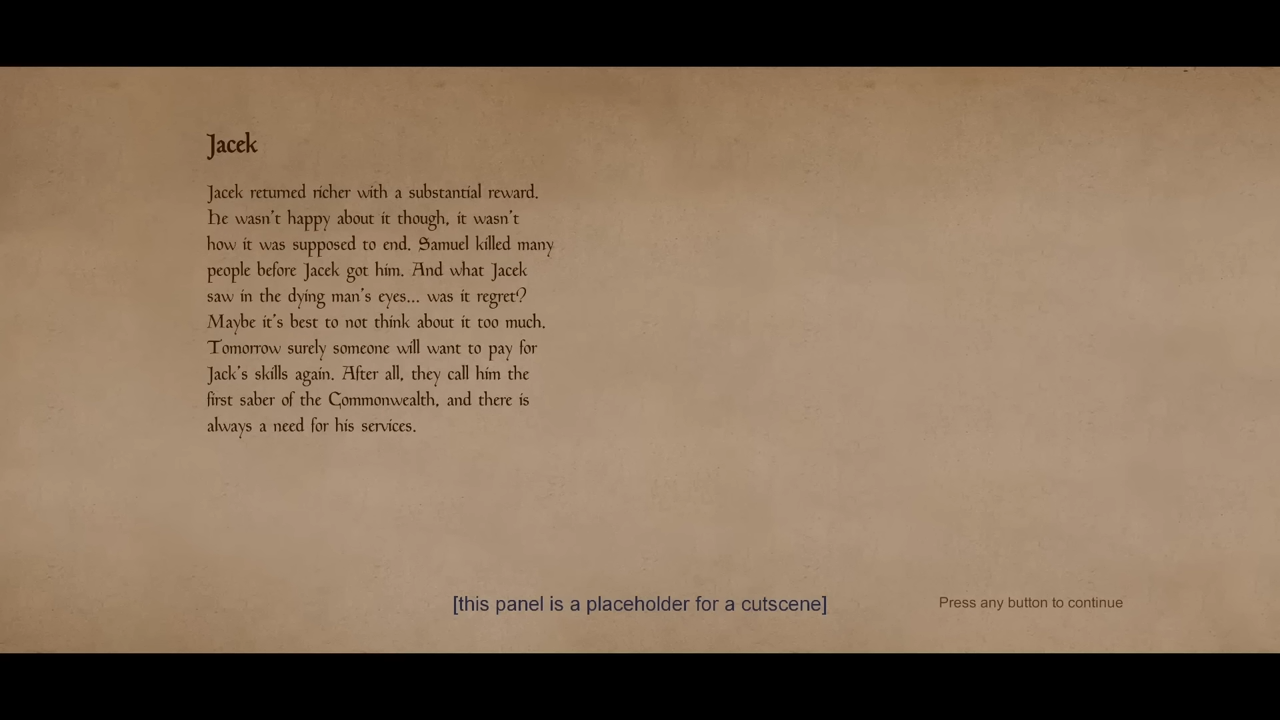 Jacek
Jacek returned richer with a substantial reward.
He wasn't happy about it though, it wasn't
how it was supposed to end. Samuel killed many
people before Jacek got him. And what Jacek
saw in the dying man's eyes... was it regret?
Maybe it's best to not think about it too much.
Tomorrow surely someone will want to pay for
Jack's skills again. After all, they call him the
first saber of the Commonwealth, and there is
always a need for his services.
[this panel is a placeholder for a cutscene]
Press any button to continue